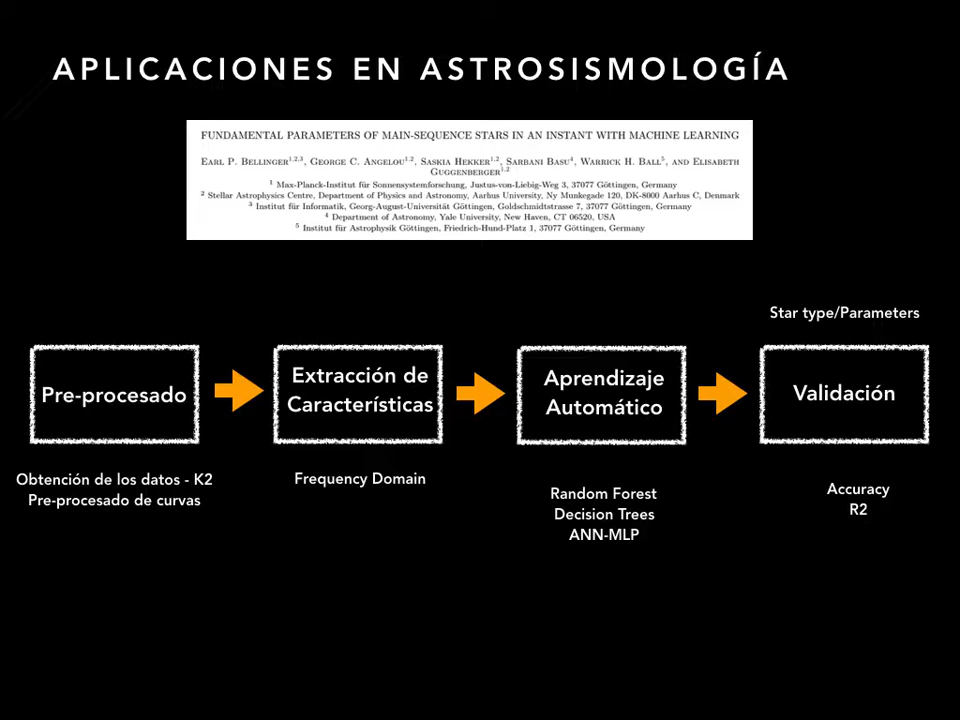 APLICACIONES EN ASTROSISMOLOGÍA
FUNDAMENTAL PARAMETERS OF MAIN-SEQUENCE STARS IN AN INSTANT WITH MACHINE LEARNING
Earl P. Bellinger1,2,3, George C. Angelou1,2, Saskia Hekker1,2, Sarbani Basu4, Warrick H. Ball5, and Elisabeth
Guggenberger1,2
1 Max-Planck-Institut für Sonnensystemforschung, Justus-von-Liebig-Weg 3, 37077 Göttingen, Germany
2 Stellar Astrophysics Centre, Department of Physics and Astronomy, Aarhus University, Ny Munkegade 120, DK-8000 Aarhus C, Denmark
3 Institut für Informatik, Georg-August-Universität Göttingen, Goldschmidtstrasse 7, 37077 Göttingen, Germany
4 Department of Astronomy, Yale University, New Haven, CT 06520, USA
5 Institut für Astrophysik Göttingen, Friedrich-Hund-Platz 1, 37077 Göttingen, Germany
Star type/Parameters
Pre-procesado
Extracción de
Características
Aprendizaje
Automático
Validación
Obtención de los datos - K2
Pre-procesado de curvas
Frequency Domain
Random Forest
Decision Trees
ANN-MLP
Accuracy
R2